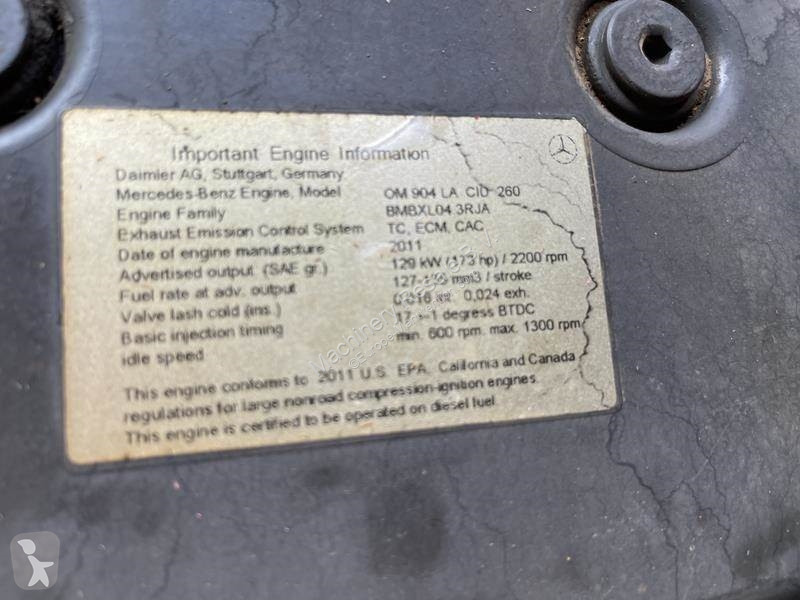 Important Engine Information
Daimler AG, Stuttgart, Germany
Mercedes-Benz Engine, Model OM 904 LA CID 260
Engine Family BMBXL04.3RJA
Exhaust Emission Control System TC, ECM, CAC
Date of engine manufacture 2011
Advertised output (SAE gr.) 129 kW (173 hp) / 2200 rpm
Fuel rate at adv. output mm3 / stroke
Valve lash cold (ins.) 0,016 0,024 exh.
Basic injection timing 17 +-1 degress BTDC
idle speed min. 600 rpm. max. 1300 rpm
This engine conforms to 2011 U.S. EPA, California and Canada
regulations for large nonroad compression-ignition engines.
This engine is certified to be operated on diesel fuel.